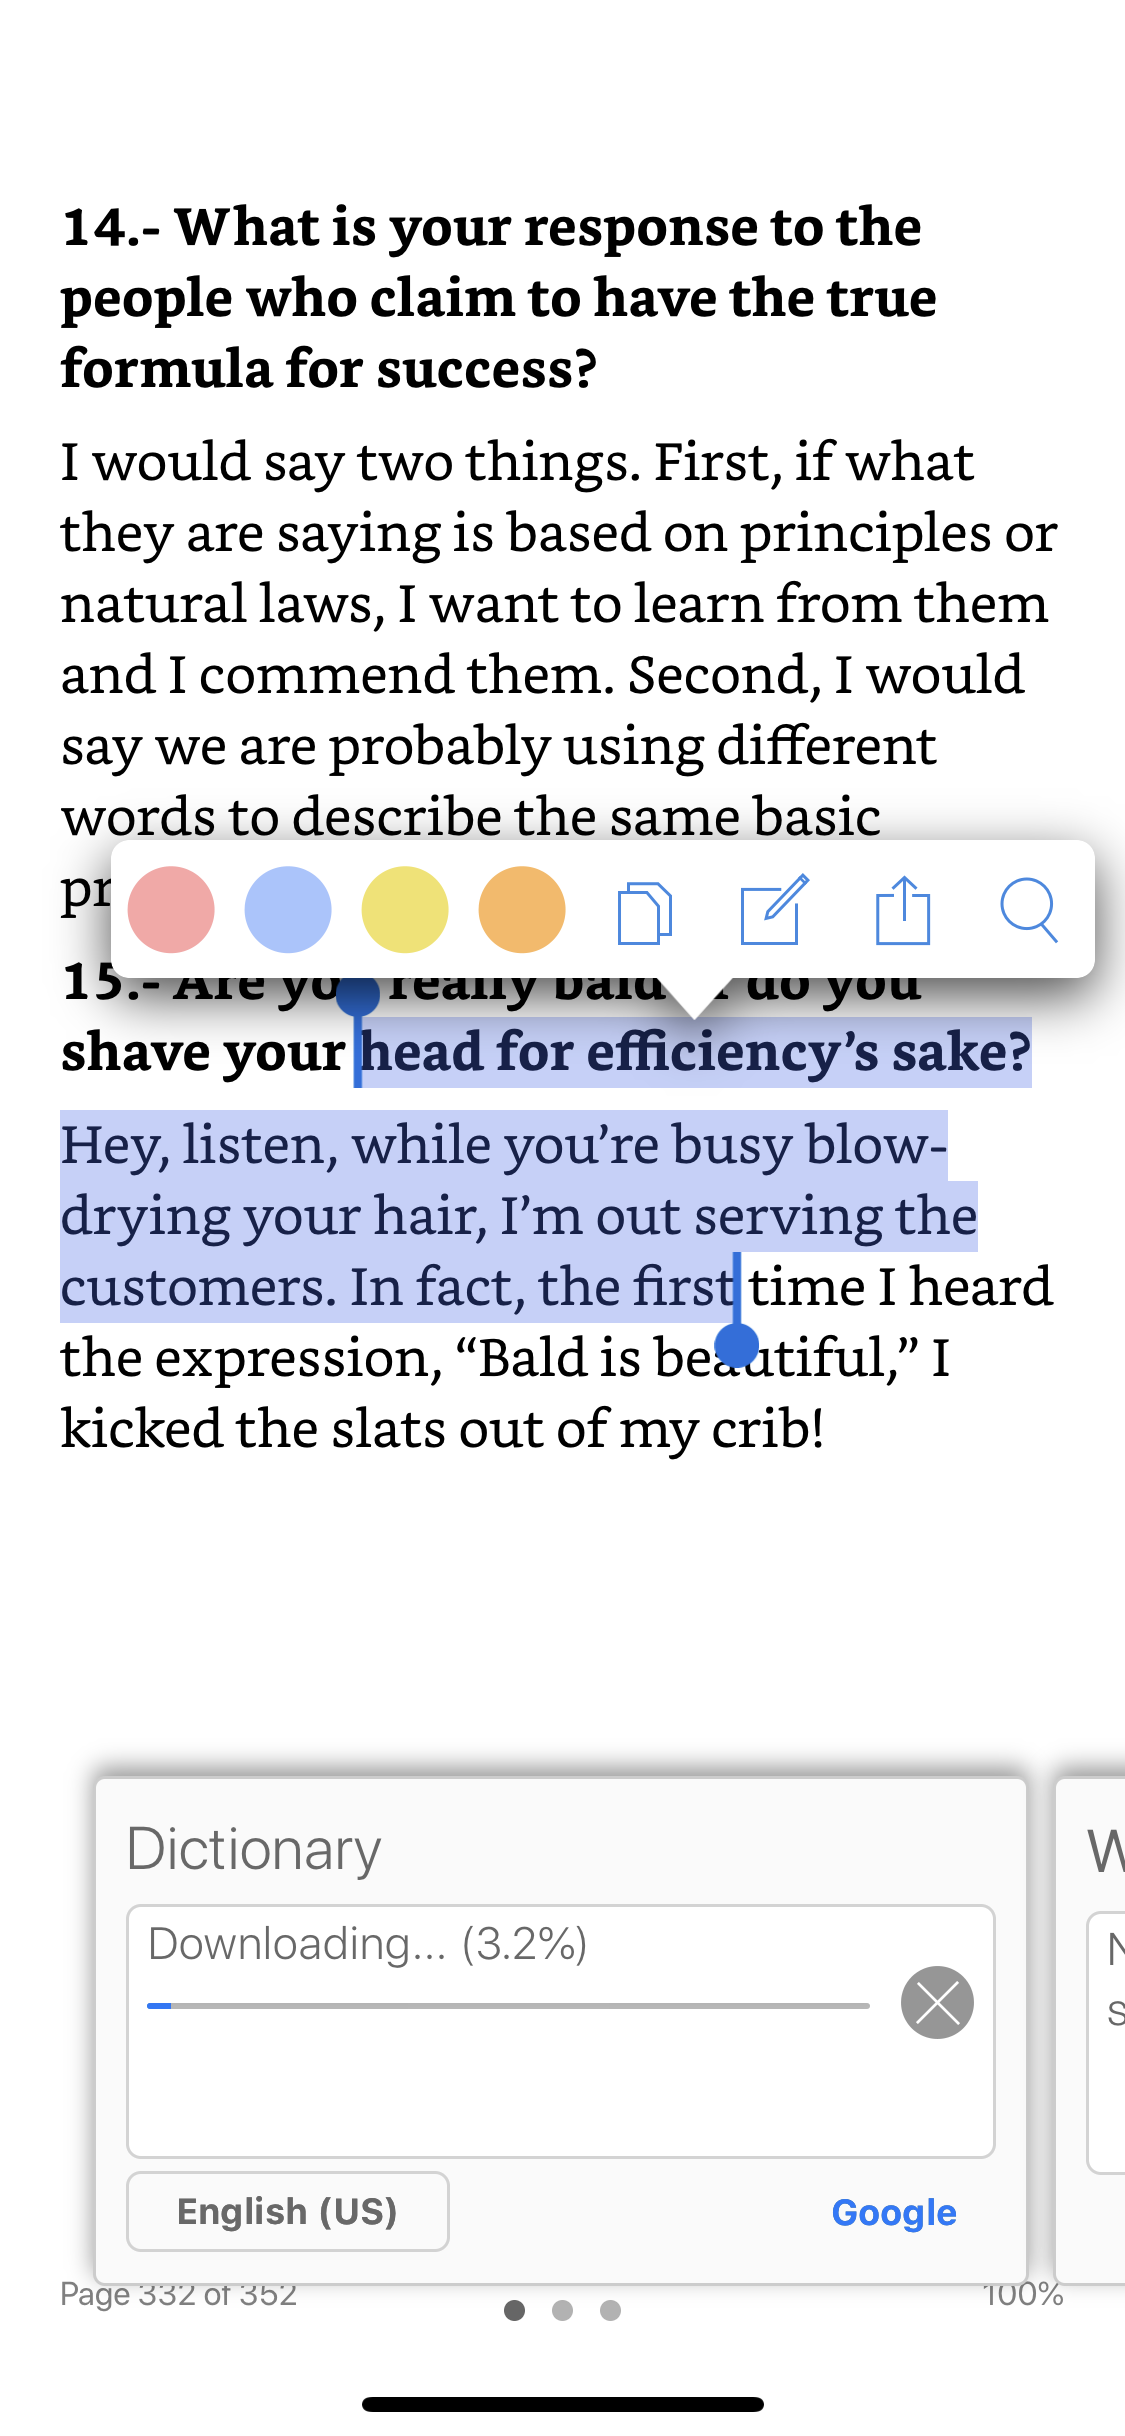 14.- What is your response to the
people who claim to have the true
formula for success?
I would say two things. First, if what
they are saying is based on principles or
natural laws, I want to learn from them
and I commend them. Second, I would
say we are probably using different
words to describe the same basic
15.- Are you really bald or do you
shave your head for efficiency’s sake?
Hey, listen, while you’re busy blow-
drying your hair, I’m out serving the
customers. In fact, the first time I heard
the expression, “Bald is beautiful,” I
kicked the slats out of my crib!
Dictionary
Downloading... (3.2%)
English (US)
Google
Page 332 of 352
100%